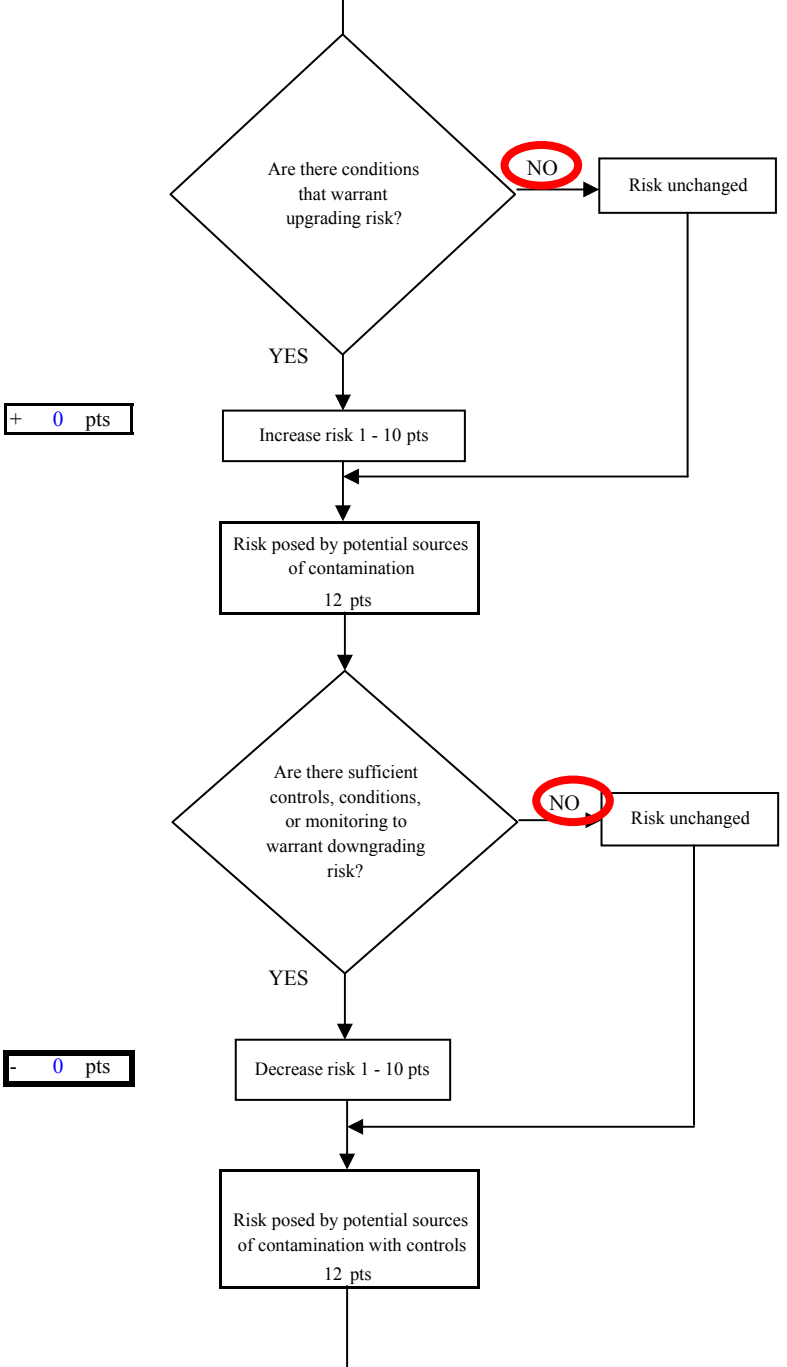 Are there conditions
that warrant
upgrading risk?
NO
Risk unchanged
YES
+ 0 pts
Increase risk 1 - 10 pts
Risk posed by potential sources
of contamination
12 pts
Are there sufficient
controls, conditions,
or monitoring to
warrant downgrading
risk?
NO
Risk unchanged
YES
- 0 pts
Decrease risk 1 - 10 pts
Risk posed by potential sources
of contamination with controls
12 pts